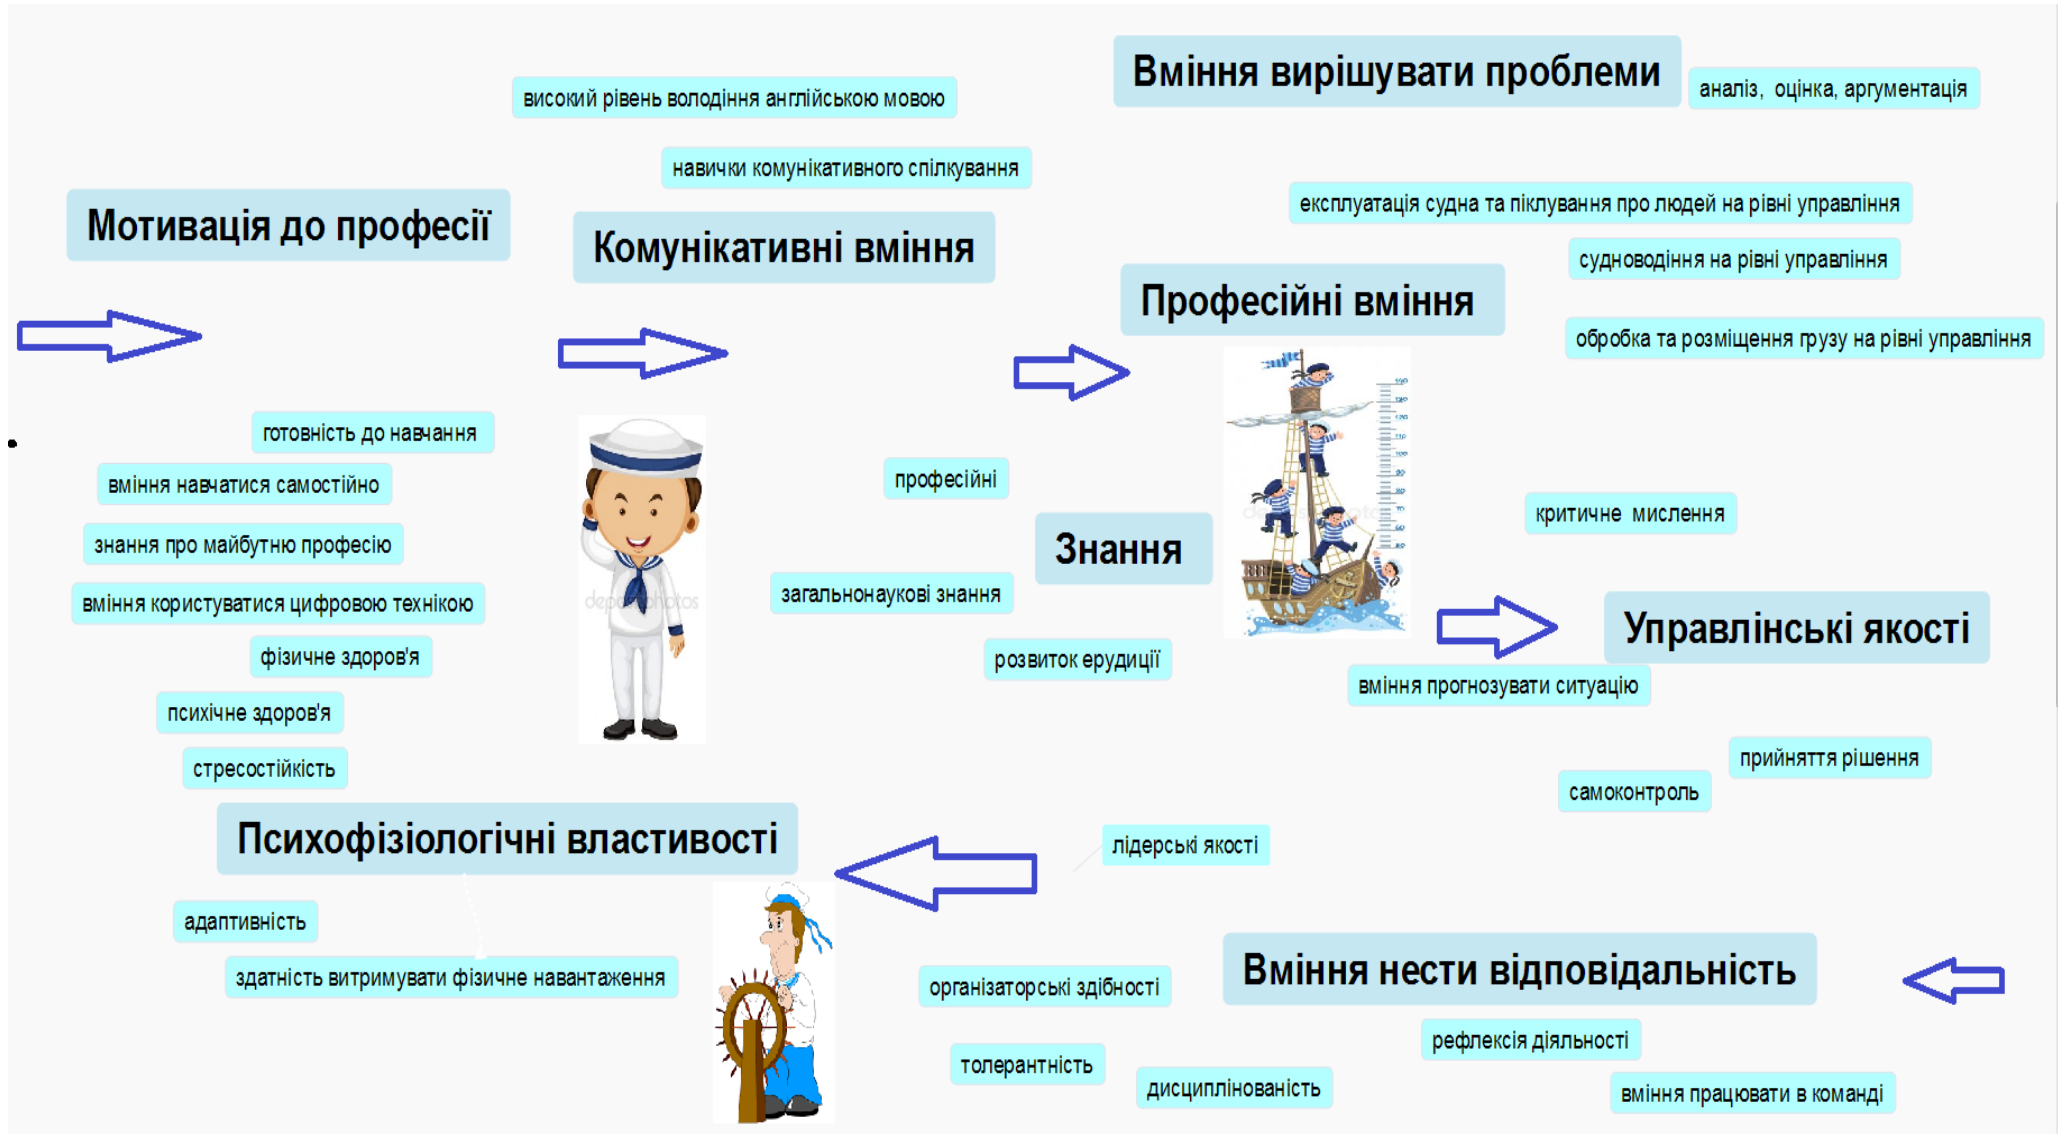 Вміння вирішувати проблеми
аналіз, оцінка, аргументація
високий рівень володіння англійською мовою
навички комунікативного спілкування
Мотивація до професії
Комунікативні вміння
експлуатація судна та піклування про людей на рівні управління
судноводіння на рівні управління
Професійні вміння
обробка та розміщення грузу на рівні управління
готовність до навчання
вміння навчатися самостійно
знання про майбутню професію
вміння користуватися цифровою технікою
фізичне здоров'я
психічне здоров'я
стресостійкість
depositphotos
професійні
Знання
загальнонаукові знання
розвиток ерудиції
критичне мислення
Управлінські якості
вміння прогнозувати ситуацію
прийняття рішення
самоконтроль
Психофізіологічні властивості
лідерські якості
адаптивність
здатність витримувати фізичне навантаження
Вміння нести відповідальність
організаторські здібності
толерантність
дисциплінованість
рефлексія діяльності
вміння працювати в команді